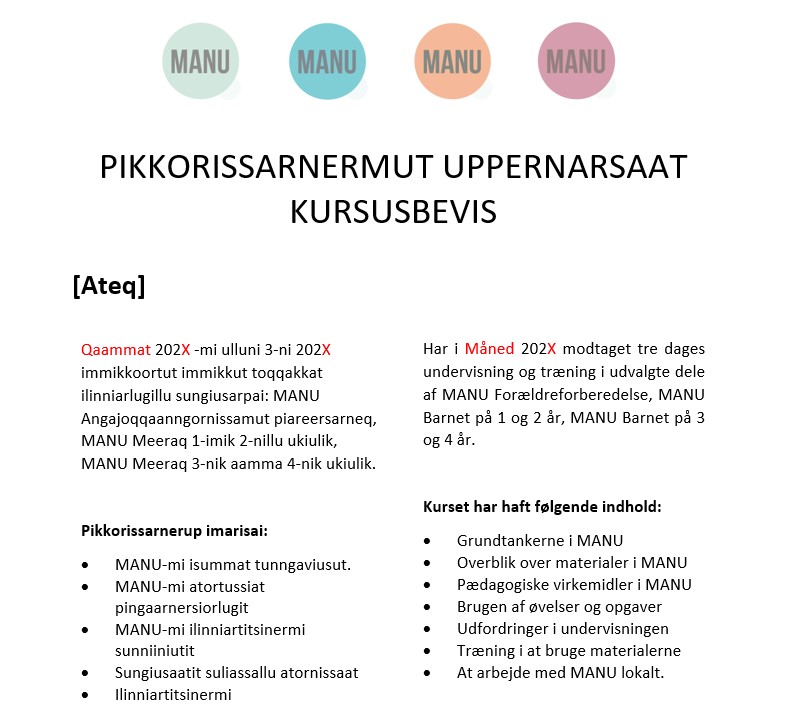 MANU MANU MANU MANU
PIKKORISSARNERMUT UPPERNARSAAT
KURSUSBEVIS
[Ateq]
Qaammat 202X -mi ulluni 3-ni 202X
immikkoortut immikkut toqqakkat
ilinniarlugillu sungiusarpai: MANU
Angajoqqaanngornissamut piareersarneq,
MANU Meeraq 1-imik 2-nillu ukiulik,
MANU Meeraq 3-nik aamma 4-nik ukiulik.
Pikkorissarnerup imarisai:
• MANU-mi isummat tunngaviusut.
• MANU-mi atortussiat
pingaarnersiorlugit
• MANU-mi ilinniartitsinermi
sunniiniutit
• Sungiusaatit suliassallu atornissaat
• Ilinniartitsinermi
Har i Måned 202X modtaget tre dages
undervisning og træning i udvalgte dele
af MANU Forældreforberedelse, MANU
Barnet på 1 og 2 år, MANU Barnet på 3
og 4 år.
Kurset har haft følgende indhold:
• Grundtankerne i MANU
• Overblik over materialer i MANU
• Pædagogiske virkemidler i MANU
• Brugen af øvelser og opgaver
• Udfordringer i undervisningen
• Træning i at bruge materialerne
• At arbejde med MANU lokalt.